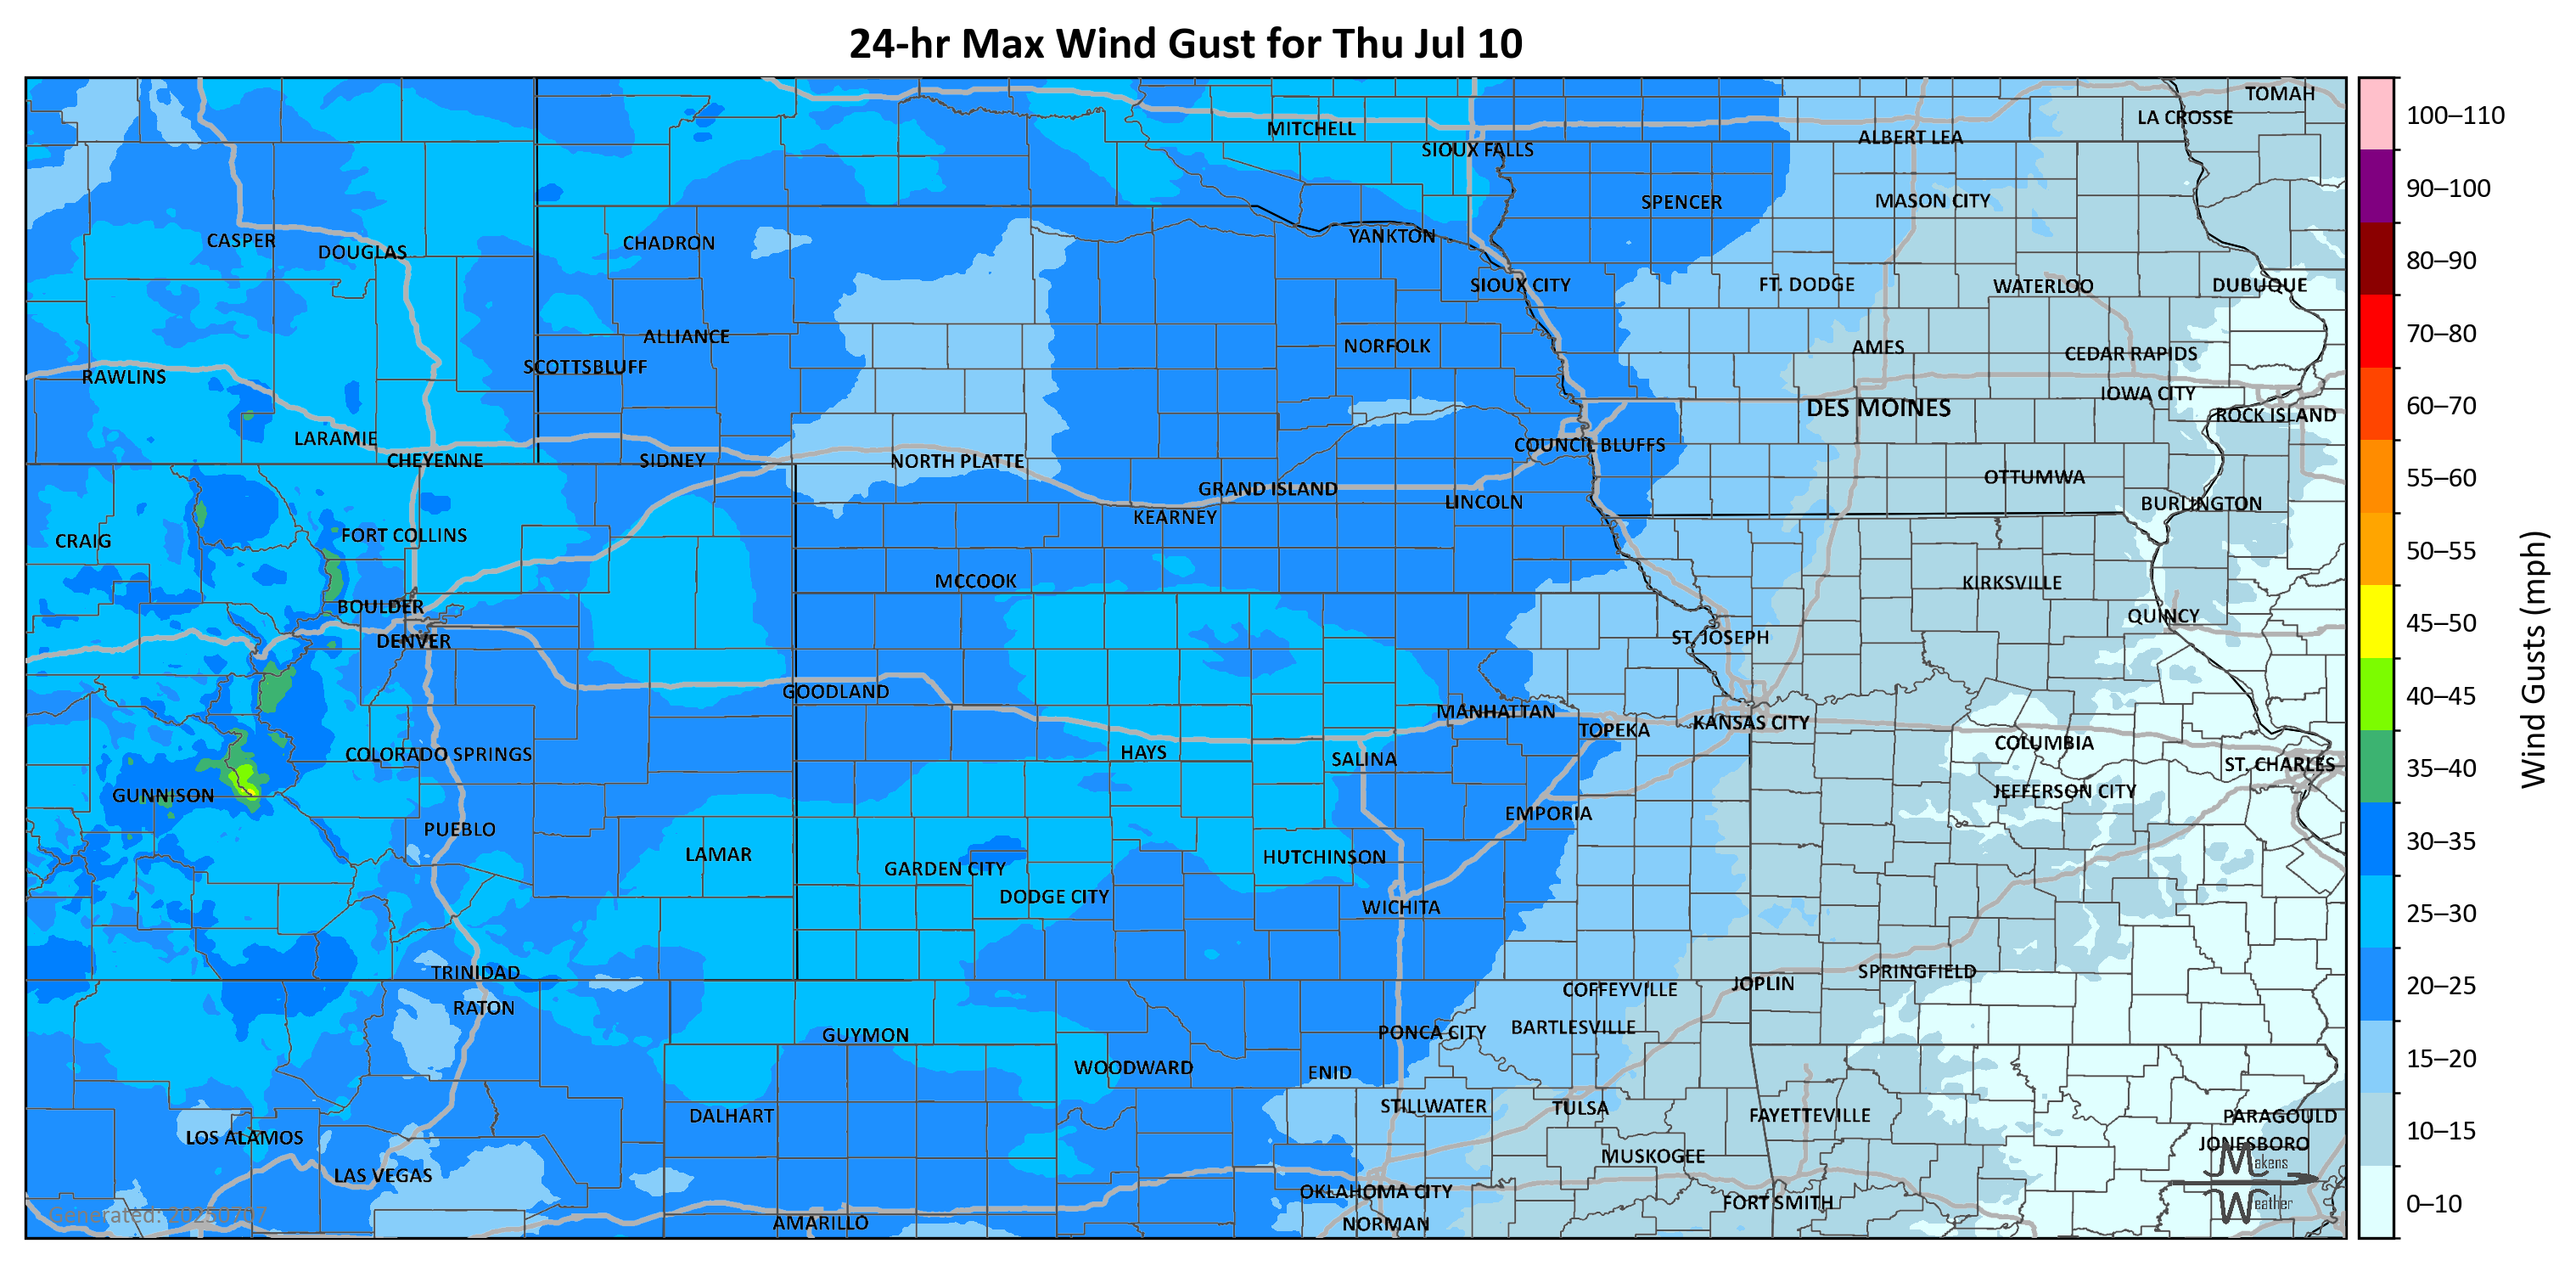 24-hr Max Wind Gust for Thu Jul 10
TOMAH
LA CROSSE
MITCHELL
ALBERT LEA
SIOUX FALLS
SPENCER
MASON CITY
CASPER
DOUGLAS
CHADRON
YANKTON
SIOUX CITY
FT. DODGE
WATERLOO
DUBUQUE
ALLIANCE
NORFOLK
AMES
CEDAR RAPIDS
SCOTTSBLUFF
RAWLINS
IOWA CITY
DES MOINES
ROCK ISLAND
LARAMIE
COUNCIL BLUFFS
CHEYENNE
SIDNEY
NORTH PLATTE
OTTUMWA
GRAND ISLAND
LINCOLN
BURLINGTON
KEARNEY
FORT COLLINS
CRAIG
MCCOOK
KIRKSVILLE
BOULDER
QUINCY
DENVER
ST. JOSEPH
GOODLAND
MANHATTAN
KANSAS CITY
TOPEKA
COLUMBIA
COLORADO SPRINGS
HAYS
SALINA
ST. CHARLES
GUNNISON
JEFFERSON CITY
EMPORIA
PUEBLO
LAMAR
HUTCHINSON
GARDEN CITY
DODGE CITY
WICHITA
TRINIDAD
SPRINGFIELD
JOPLIN
COFFEYVILLE
RATON
BARTLESVILLE
PONCA CITY
GUYMON
WOODWARD
ENID
STILLWATER
TULSA
DALHART
FAYETTEVILLE
PARAGOULD
LOS ALAMOS
JONESBORO
MUSKOGEE
LAS VEGAS
OKLAHOMA CITY
FORT SMITH
AMARILLO
NORMAN
Generated: 20250707
Makens
Weather
100–110
90–100
80–90
70–80
60–70
55–60
50–55
45–50
40–45
35–40
30–35
25–30
20–25
15–20
10–15
0–10
Wind Gusts (mph)